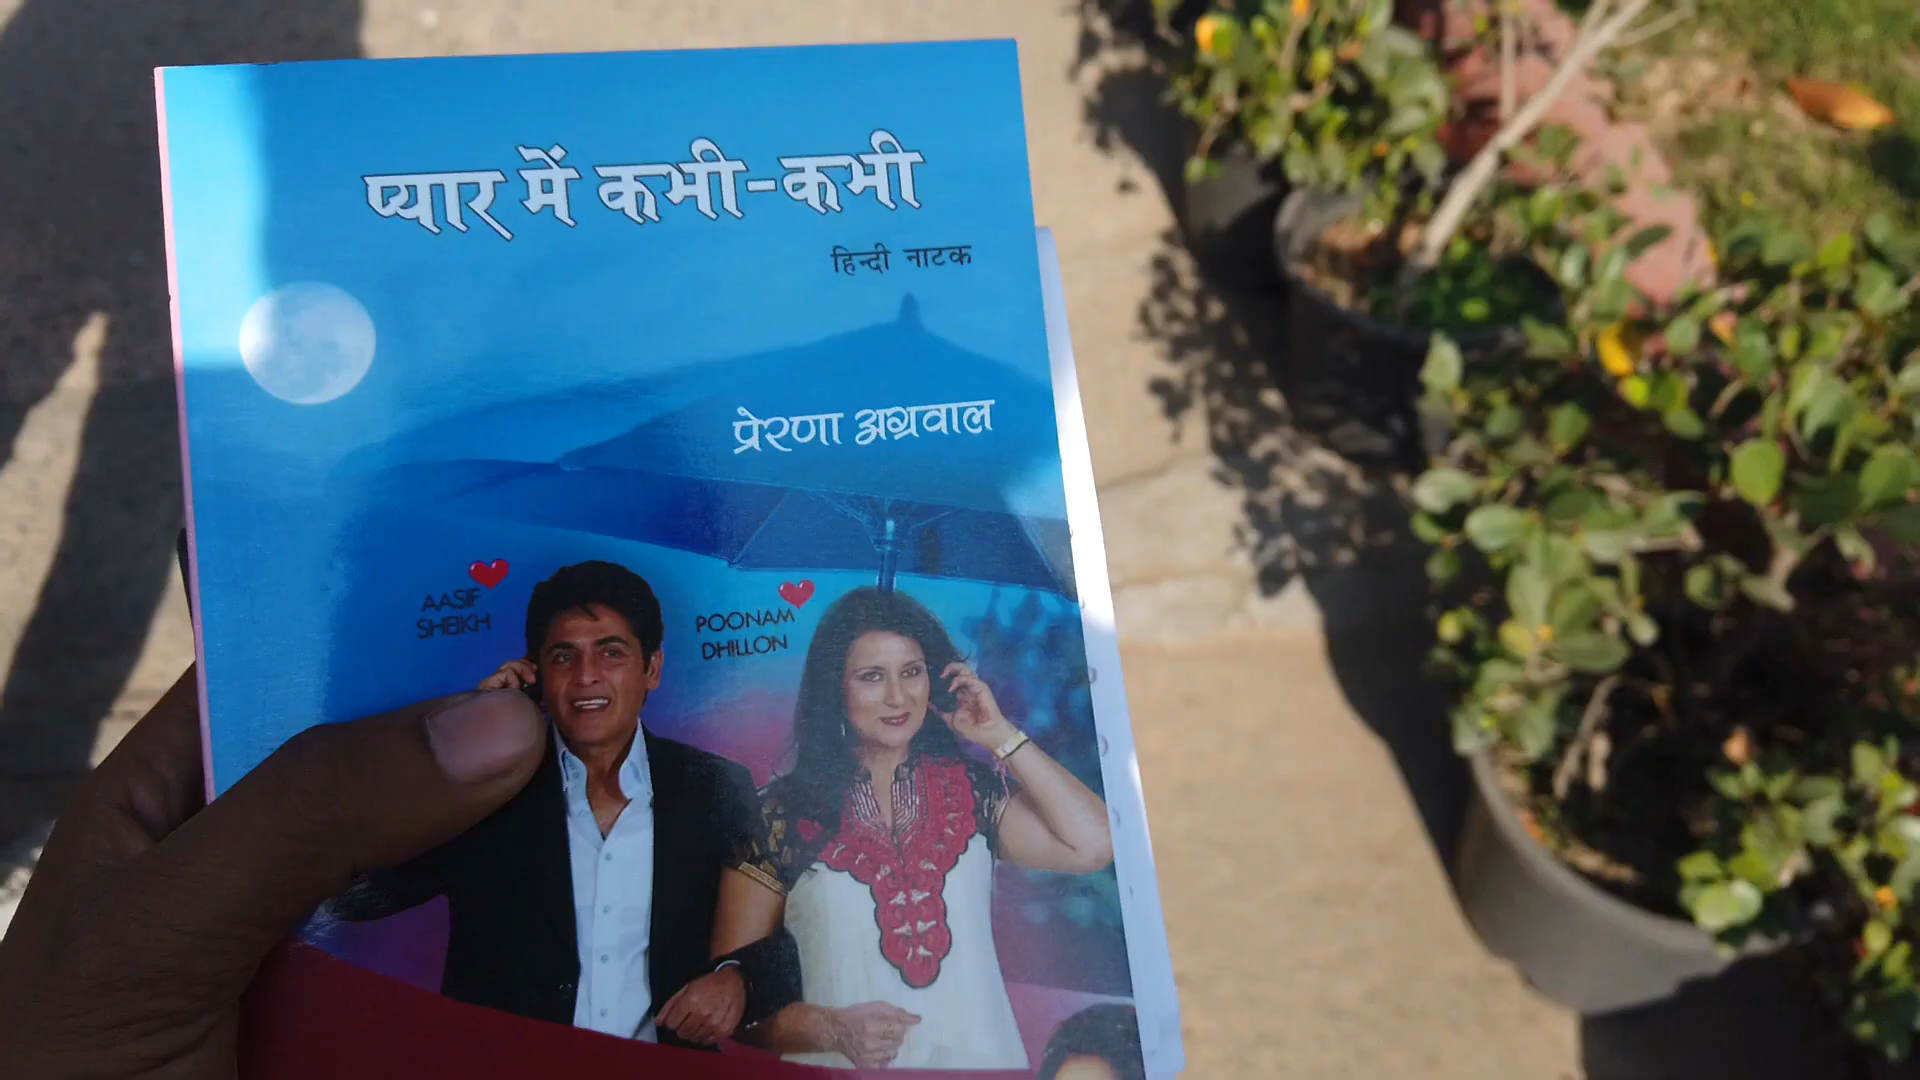 प्यार में कभी-कभी
हिन्दी नाटक
प्रेरणा अग्रवाल
AASIF
SHEIKH
POONAM
DHILLON